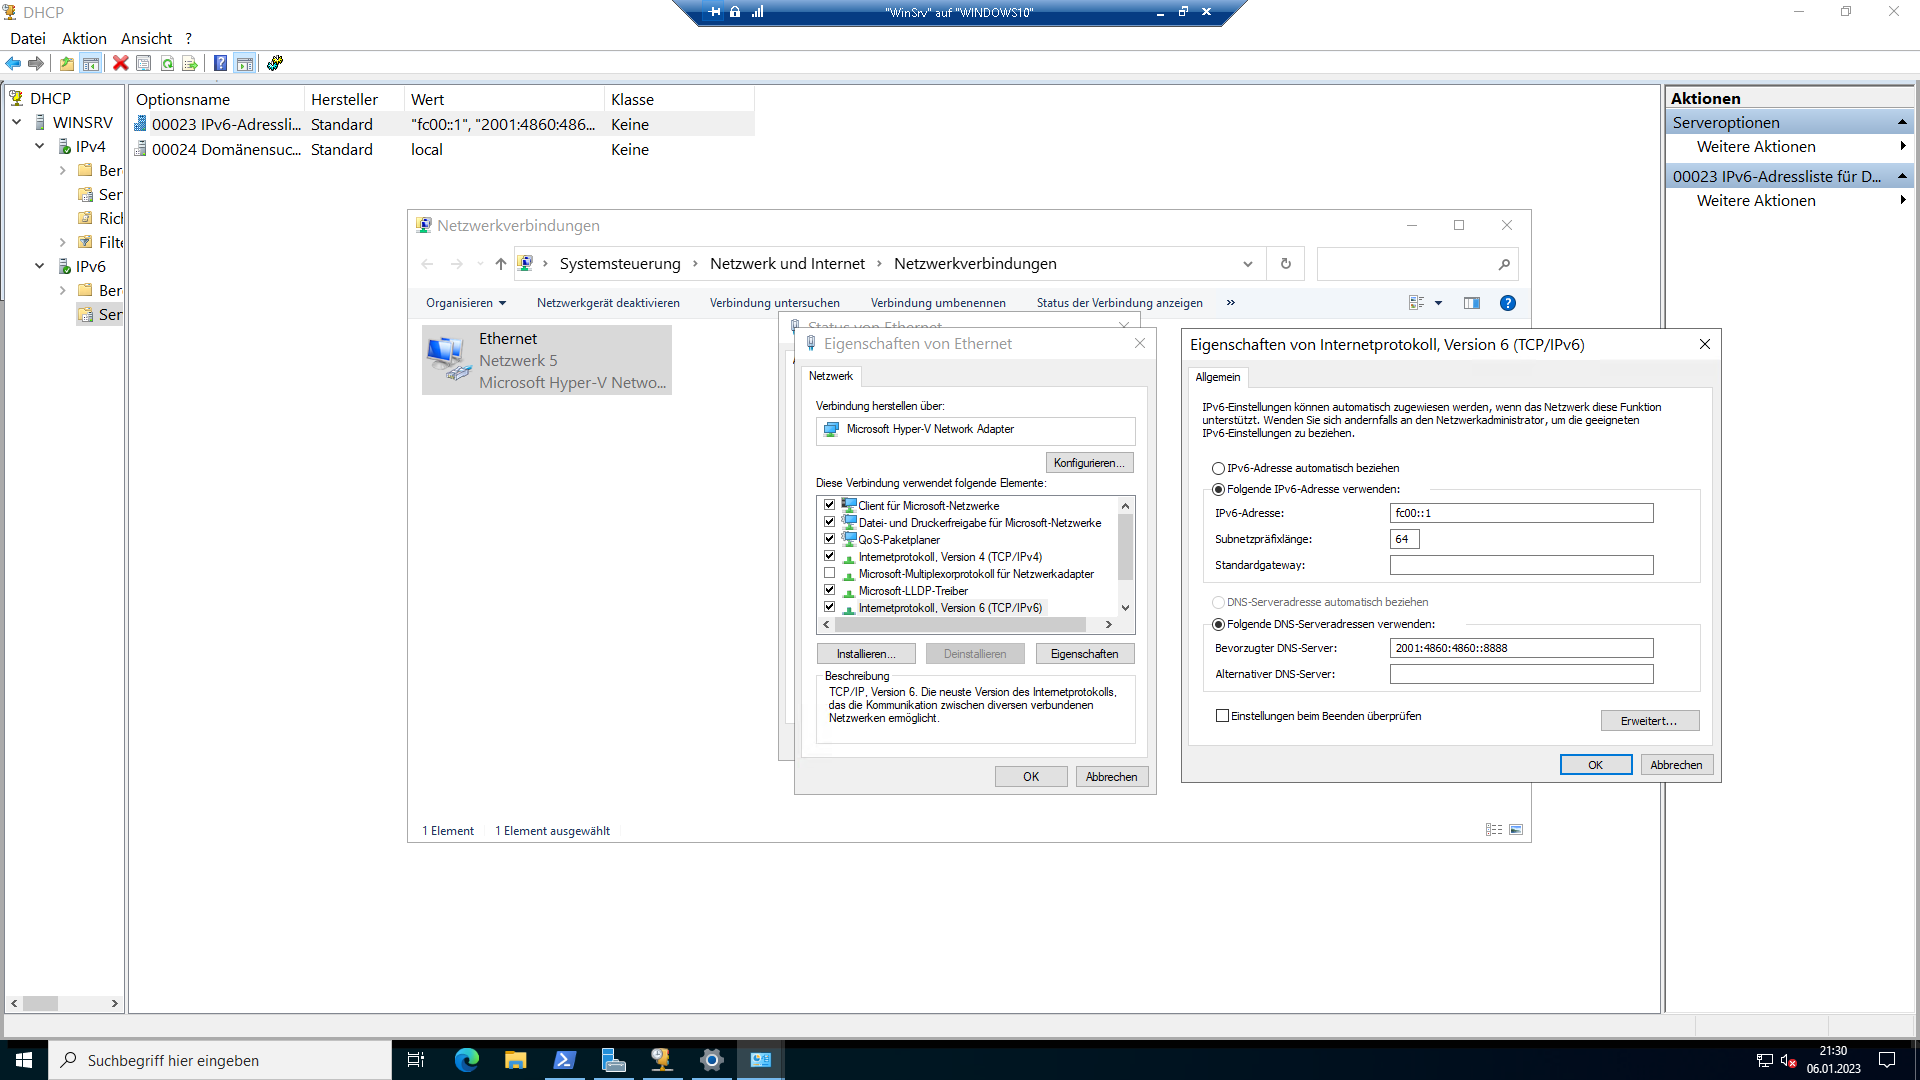 DHCP
"WinSrv" auf "WINDOWS10"
Datei Aktion Ansicht ?
DHCP
WINSRV
IPv4
Ber
Ser
Rich
Filte
IPv6
Ber
Ser
Optionsname Hersteller Wert Klasse
00023 IPv6-Adressli... Standard "fc00::1", "2001:4860:486... Keine
00024 Domänensuc... Standard local Keine
Aktionen
Serveroptionen
Weitere Aktionen
00023 IPv6-Adressliste für D...
Weitere Aktionen
Netzwerkverbindungen
Systemsteuerung › Netzwerk und Internet › Netzwerkverbindungen
Organisieren Netzwerkgerät deaktivieren Verbindung untersuchen Verbindung umbenennen Status der Verbindung anzeigen »
Ethernet
Netzwerk 5
Microsoft Hyper-V Netwo...
1 Element 1 Element ausgewählt
Status von Ethernet
Eigenschaften von Ethernet
Netzwerk
Verbindung herstellen über:
Microsoft Hyper-V Network Adapter
Konfigurieren...
Diese Verbindung verwendet folgende Elemente:
Client für Microsoft-Netzwerke
Datei- und Druckerfreigabe für Microsoft-Netzwerke
QoS-Paketplaner
Internetprotokoll, Version 4 (TCP/IPv4)
Microsoft-Multiplexorprotokoll für Netzwerkadapter
Microsoft-LLDP-Treiber
Internetprotokoll, Version 6 (TCP/IPv6)
Installieren... Deinstallieren Eigenschaften
Beschreibung
TCP/IP, Version 6. Die neuste Version des Internetprotokolls,
das die Kommunikation zwischen diversen verbundenen
Netzwerken ermöglicht.
OK Abbrechen
Eigenschaften von Internetprotokoll, Version 6 (TCP/IPv6)
Allgemein
IPv6-Einstellungen können automatisch zugewiesen werden, wenn das Netzwerk diese Funktion
unterstützt. Wenden Sie sich andernfalls an den Netzwerkadministrator, um die geeigneten
IPv6-Einstellungen zu beziehen.
IPv6-Adresse automatisch beziehen
Folgende IPv6-Adresse verwenden:
IPv6-Adresse: fc00::1
Subnetzpräfixlänge: 64
Standardgateway:
DNS-Serveradresse automatisch beziehen
Folgende DNS-Serveradressen verwenden:
Bevorzugter DNS-Server: 2001:4860:4860::8888
Alternativer DNS-Server:
Einstellungen beim Beenden überprüfen
Erweitert...
OK Abbrechen
Suchbegriff hier eingeben
21:30
06.01.2023